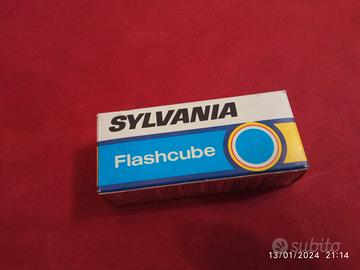 SYLVANIA
Flashcube
subito
13/01/2024 21:14